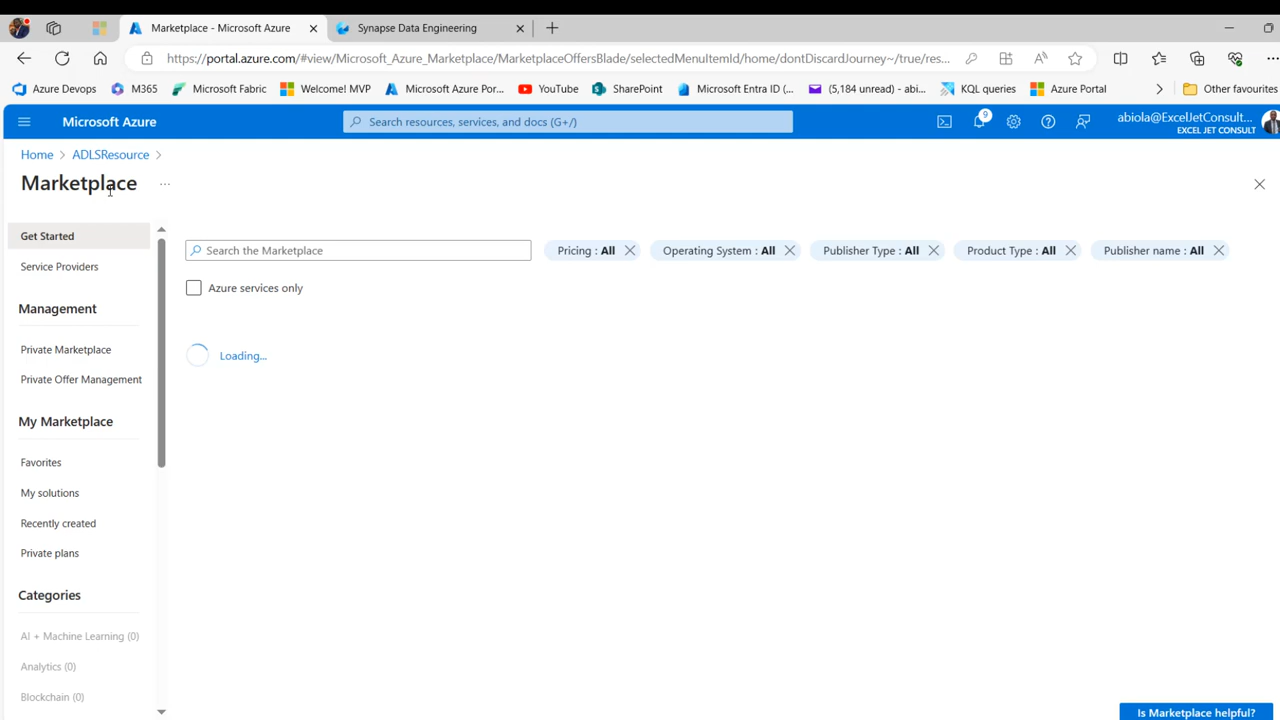 Marketplace - Microsoft Azure
Synapse Data Engineering
https://portal.azure.com/#view/Microsoft_Azure_Marketplace/MarketplaceOffersBlade/selectedMenuItemId/home/dontDiscardJourney~/true/res...
Azure Devops
M365
Microsoft Fabric
Welcome! MVP
Microsoft Azure Por...
YouTube
SharePoint
Microsoft Entra ID (...
(5,184 unread) - abi...
KQL queries
Azure Portal
Other favourites
Microsoft Azure
Search resources, services, and docs (G+/)
9
abiola@ExcelJetConsult...
EXCEL JET CONSULT
Home > ADLSResource >
Marketplace ...
Get Started
Service Providers
Management
Private Marketplace
Private Offer Management
My Marketplace
Favorites
My solutions
Recently created
Private plans
Categories
AI + Machine Learning (0)
Analytics (0)
Blockchain (0)
Search the Marketplace
Pricing : All
Operating System : All
Publisher Type : All
Product Type : All
Publisher name : All
Azure services only
Loading...
Is Marketplace helpful?